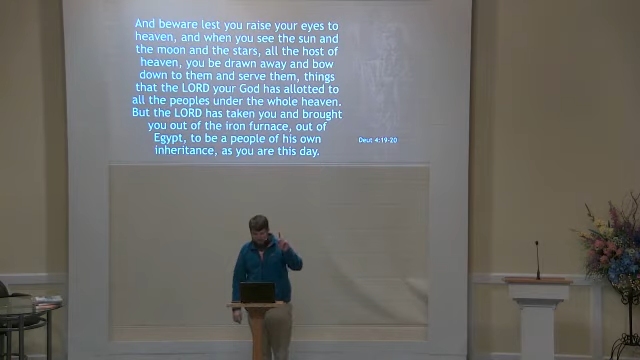 And beware lest you raise your eyes to
heaven, and when you see the sun and
the moon and the stars, all the host of
heaven, you be drawn away and bow
down to them and serve them, things
that the LORD your God has allotted to
all the peoples under the whole heaven.
But the LORD has taken you and brought
you out of the iron furnace, out of
Egypt, to be a people of his own
inheritance, as you are this day.
Deut 4:19-20